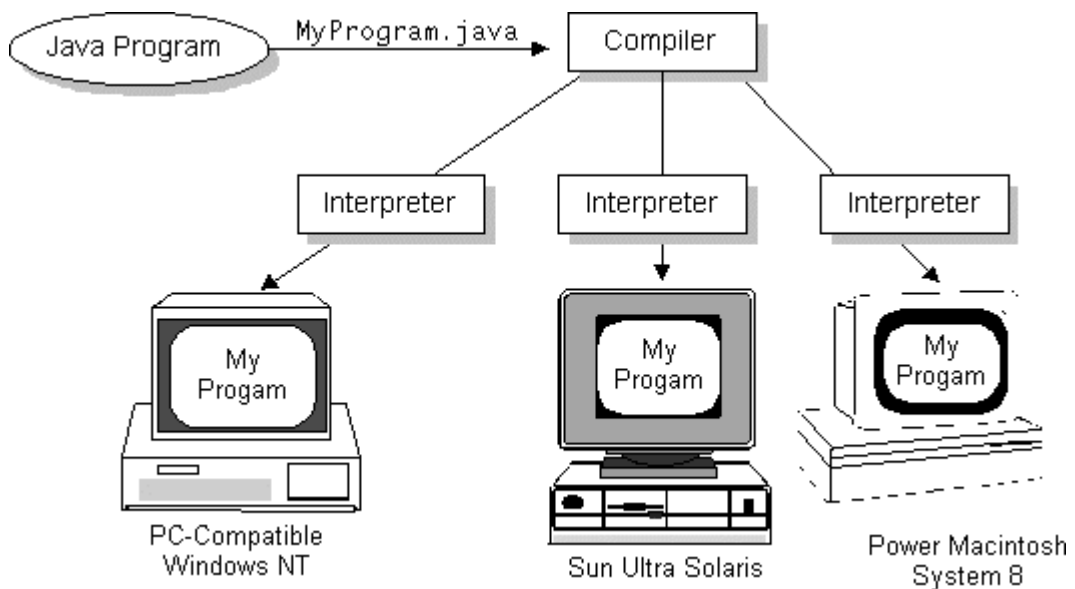 Java Program
MyProgram.java
Compiler
Interpreter
Interpreter
Interpreter
My
Progam
My
Progam
My
Progam
PC-Compatible
Windows NT
Sun Ultra Solaris
Power Macintosh
System 8